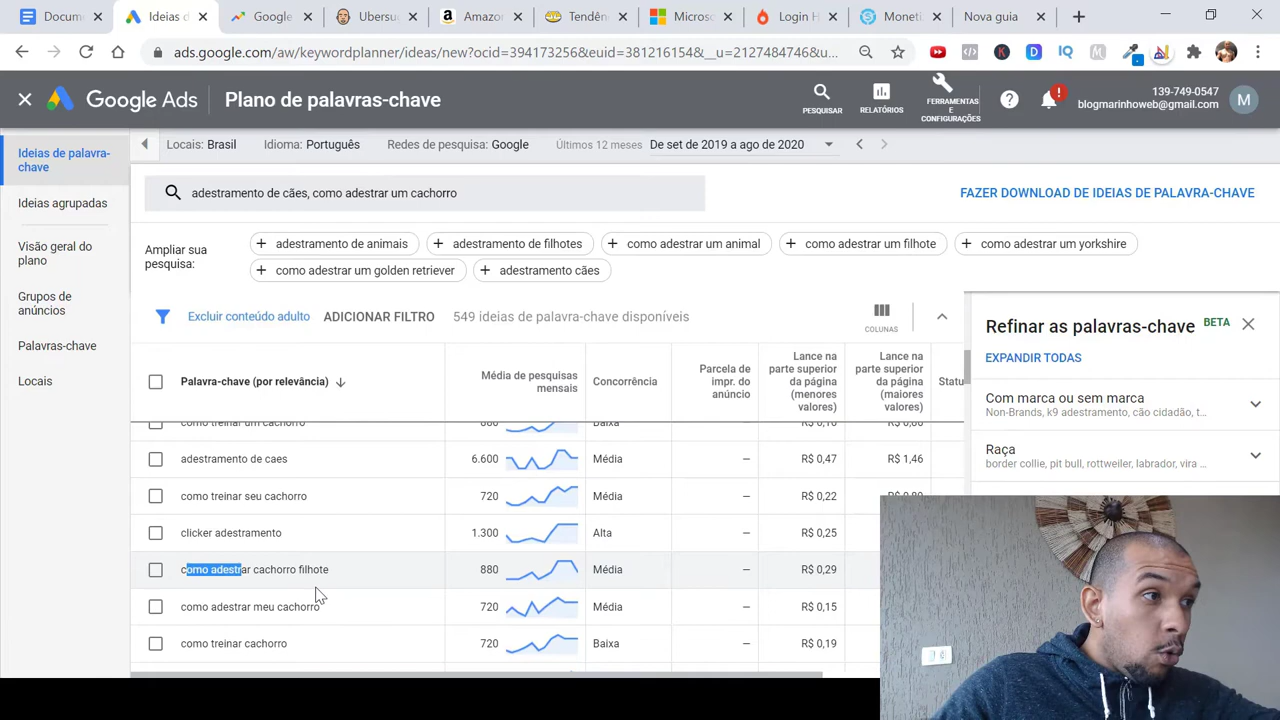 Docum
Ideias d
Google
Ubersu
Amazo
Tendên
Micros
Login H
Moneti
Nova guia
ads.google.com/aw/keywordplanner/ideas/new?ocid=394173256&euid=381216154&__u=2127484746&u...
Google Ads
Plano de palavras-chave
PESQUISAR
RELATÓRIOS
FERRAMENTAS
E
CONFIGURAÇÕES
139-749-0547
blogmarinhoweb@gmail.com
M
Ideias de palavra-
chave
Ideias agrupadas
Visão geral do
plano
Grupos de
anúncios
Palavras-chave
Locais
Locais: Brasil
Idioma: Português
Redes de pesquisa: Google
Últimos 12 meses
De set de 2019 a ago de 2020
adestramento de cães, como adestrar um cachorro
FAZER DOWNLOAD DE IDEIAS DE PALAVRA-CHAVE
Ampliar sua
pesquisa:
+ adestramento de animais
+ adestramento de filhotes
+ como adestrar um animal
+ como adestrar um filhote
+ como adestrar um yorkshire
+ como adestrar um golden retriever
+ adestramento cães
Excluir conteúdo adulto
ADICIONAR FILTRO
549 ideias de palavra-chave disponíveis
COLUNAS
Palavra-chave (por relevância)
Média de pesquisas
mensais
Concorrência
Parcela de
impr. do
anúncio
Lance na
parte superior
da página
(menores
valores)
Lance na
parte superior
da página
(maiores
valores)
Statu
como treinar um cachorro 880 Baixa – R$ 0,16
adestramento de caes 6.600 Média – R$ 0,47 R$ 1,46
como treinar seu cachorro 720 Média – R$ 0,22
clicker adestramento 1.300 Alta – R$ 0,25
como adestrar cachorro filhote 880 Média – R$ 0,29
como adestrar meu cachorro 720 Média – R$ 0,15
como treinar cachorro 720 Baixa – R$ 0,19
Refinar as palavras-chave BETA
EXPANDIR TODAS
Com marca ou sem marca
Non-Brands, k9 adestramento, cão cidadão, t...
Raça
border collie, pit bull, rottweiler, labrador, vira ...